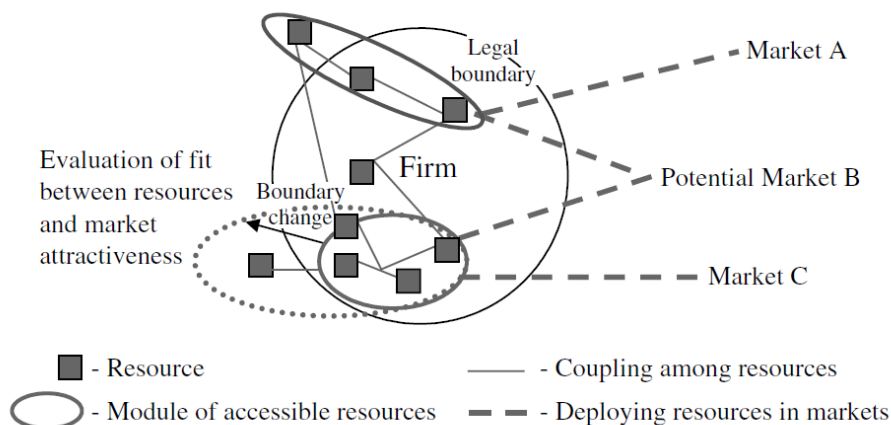 Legal
boundary
Market A
Evaluation of fit
between resources
and market
attractiveness
Boundary
change
Firm
Potential Market B
Market C
- Resource
- Coupling among resources
- Module of accessible resources
- Deploying resources in markets